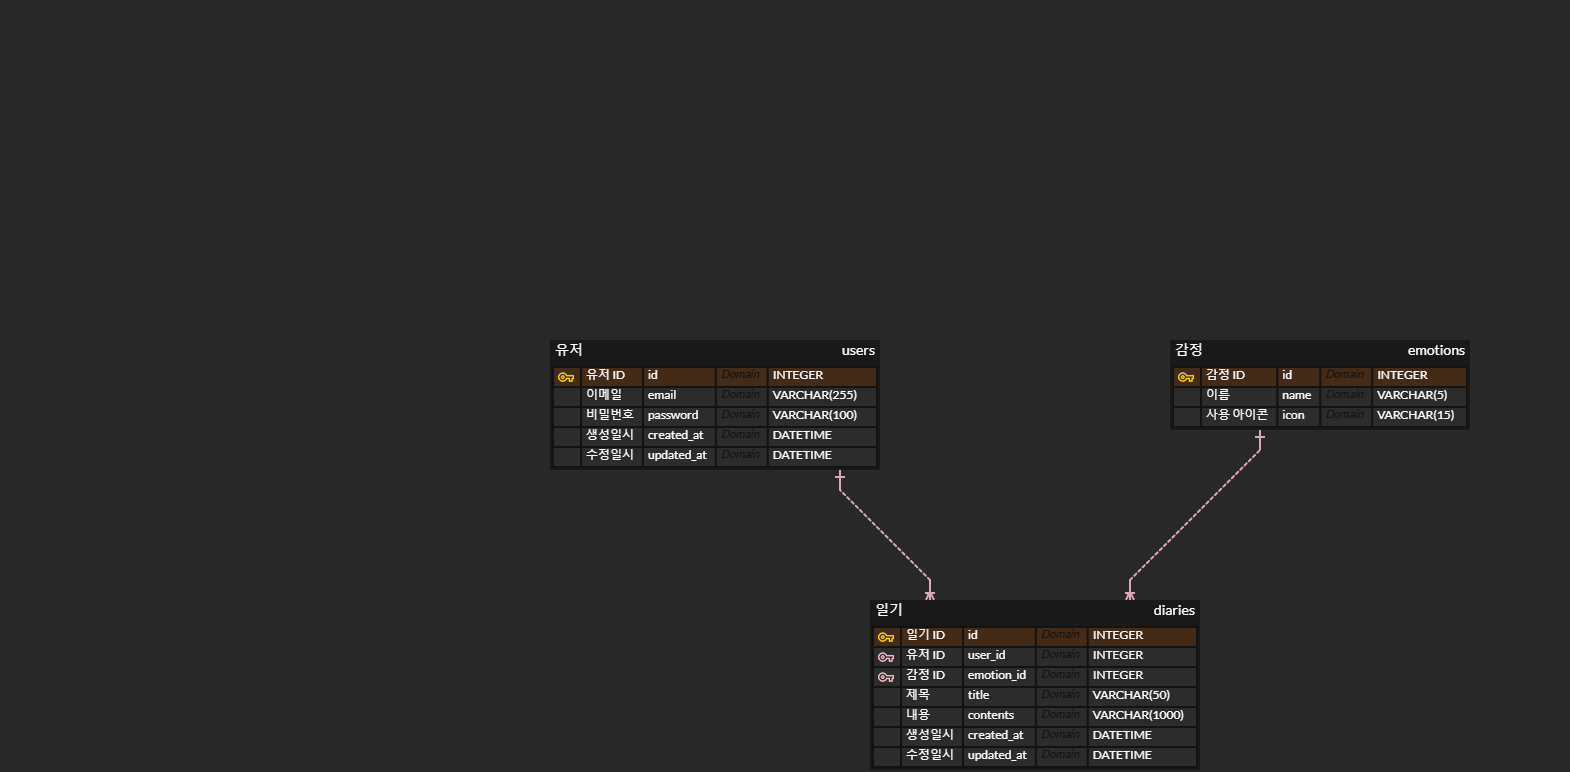 유저 users
유저 ID id Domain INTEGER
이메일 email Domain VARCHAR(255)
비밀번호 password Domain VARCHAR(100)
생성일시 created_at Domain DATETIME
수정일시 updated_at Domain DATETIME
감정 emotions
감정 ID id Domain INTEGER
이름 name Domain VARCHAR(5)
사용 아이콘 icon Domain VARCHAR(15)
일기 diaries
일기 ID id Domain INTEGER
유저 ID user_id Domain INTEGER
감정 ID emotion_id Domain INTEGER
제목 title Domain VARCHAR(50)
내용 contents Domain VARCHAR(1000)
생성일시 created_at Domain DATETIME
수정일시 updated_at Domain DATETIME